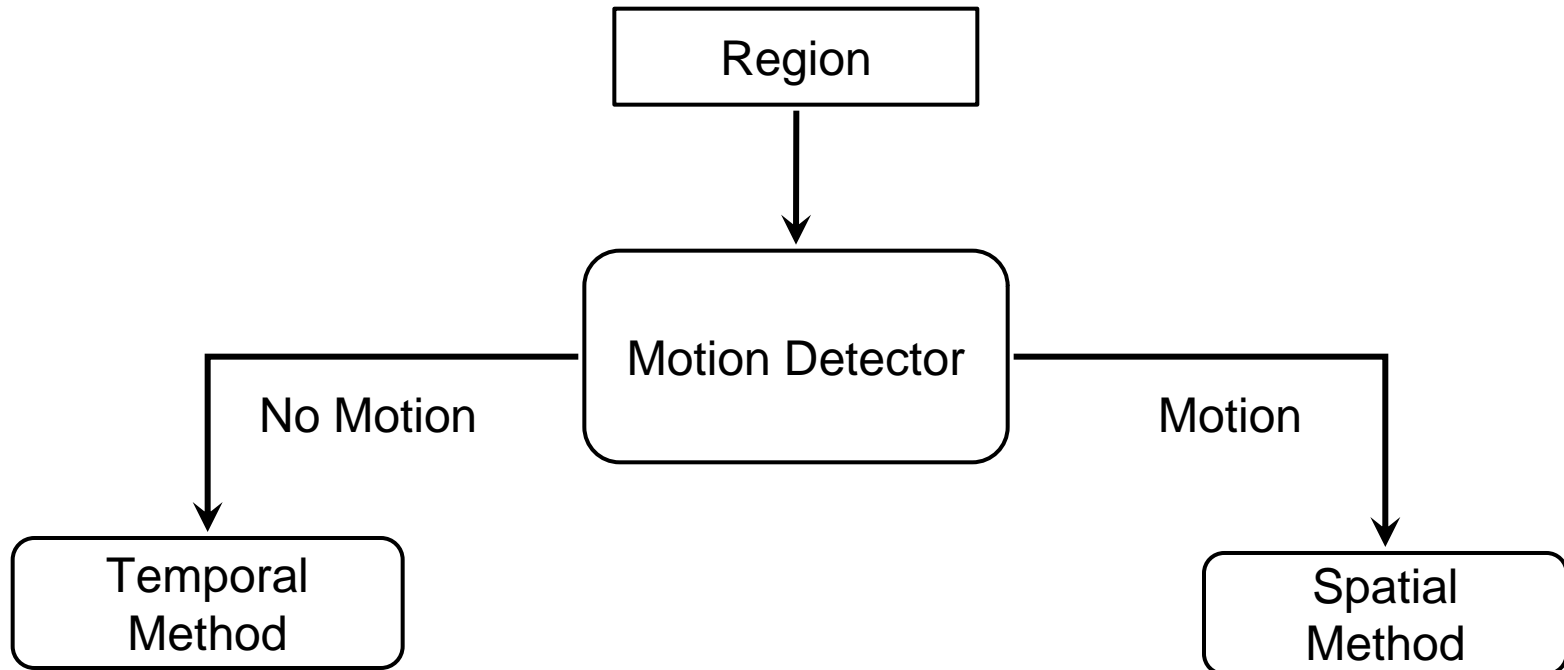 Region
Motion Detector
No Motion
Motion
Temporal
Method
Spatial
Method